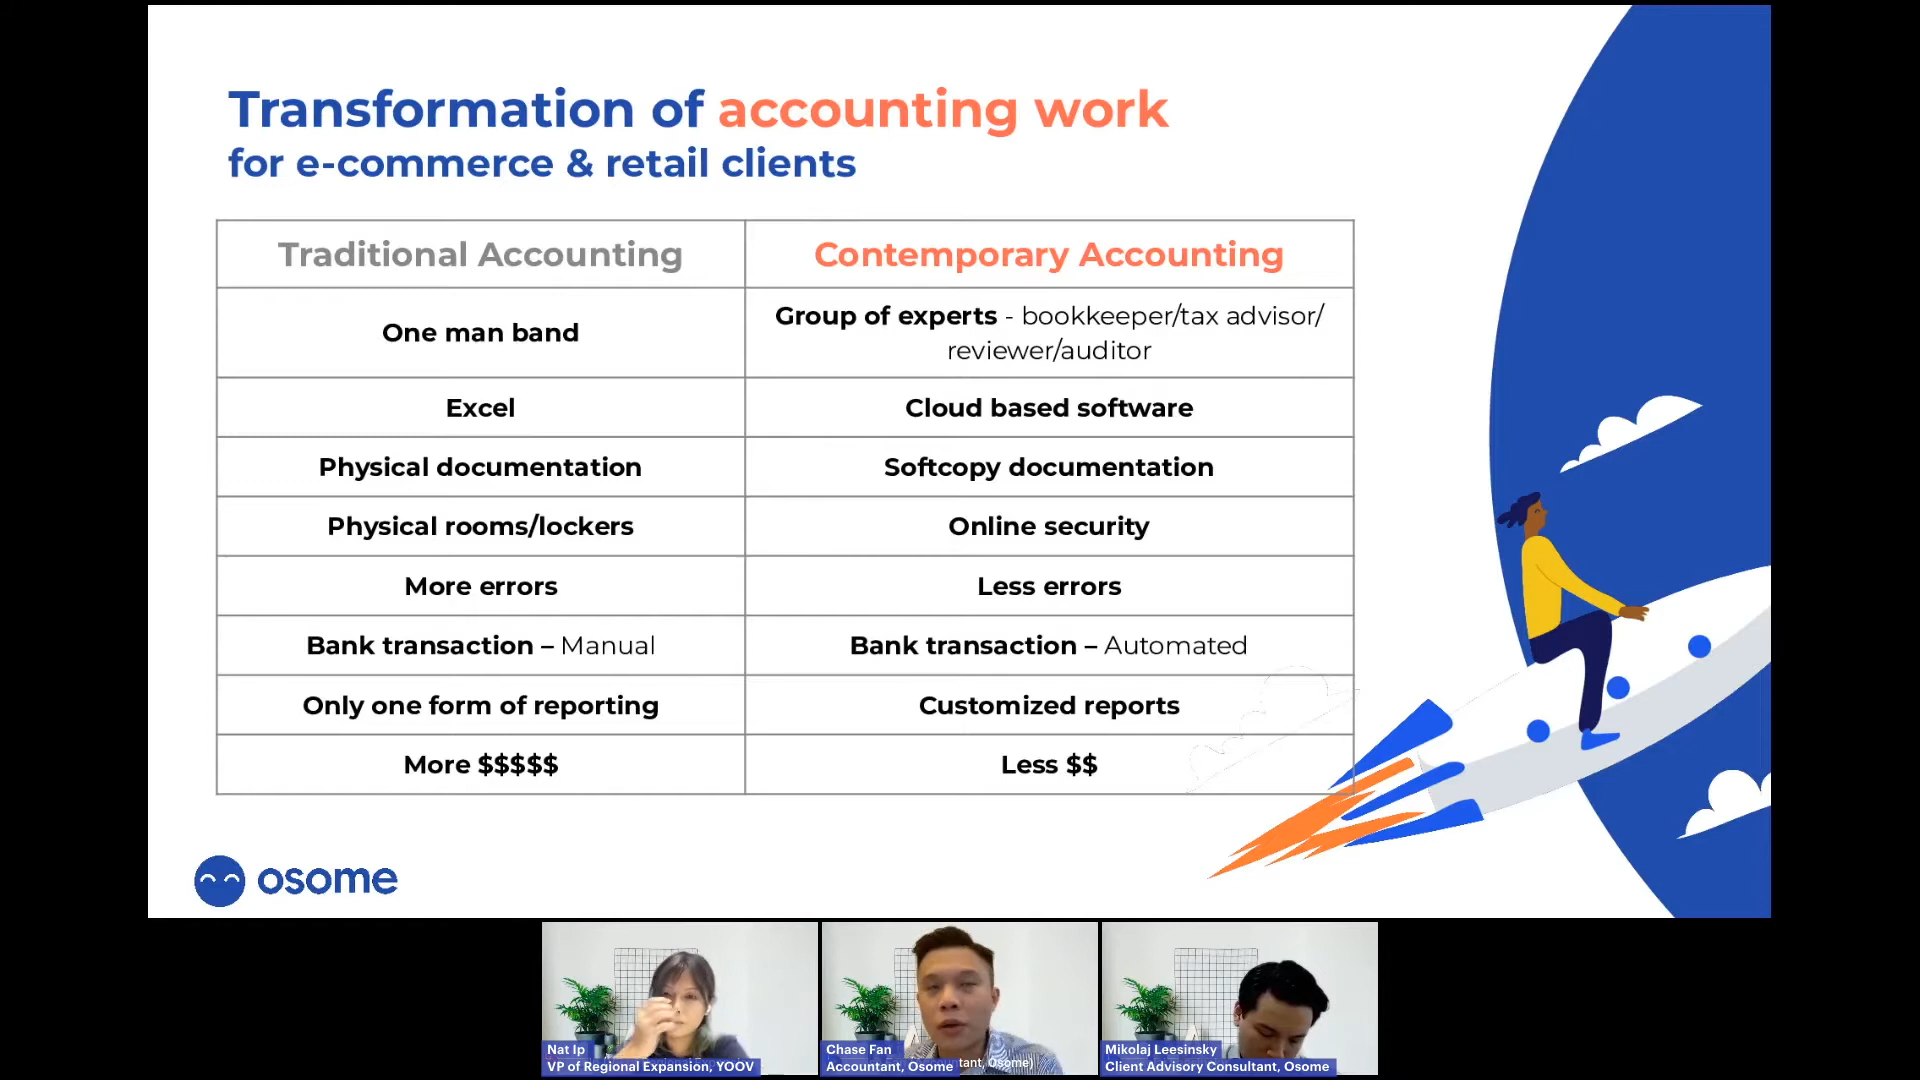 Transformation of accounting work
for e-commerce & retail clients
Traditional Accounting
Contemporary Accounting
One man band
Group of experts - bookkeeper/tax advisor/
reviewer/auditor
Excel
Cloud based software
Physical documentation
Softcopy documentation
Physical rooms/lockers
Online security
More errors
Less errors
Bank transaction – Manual
Bank transaction – Automated
Only one form of reporting
Customized reports
More $$$$$
Less $$
osome
Nat Ip
VP of Regional Expansion, YOOV
Chase Fan
Accountant, Osome
tant, Osome)
Mikolaj Leesinsky
Client Advisory Consultant, Osome